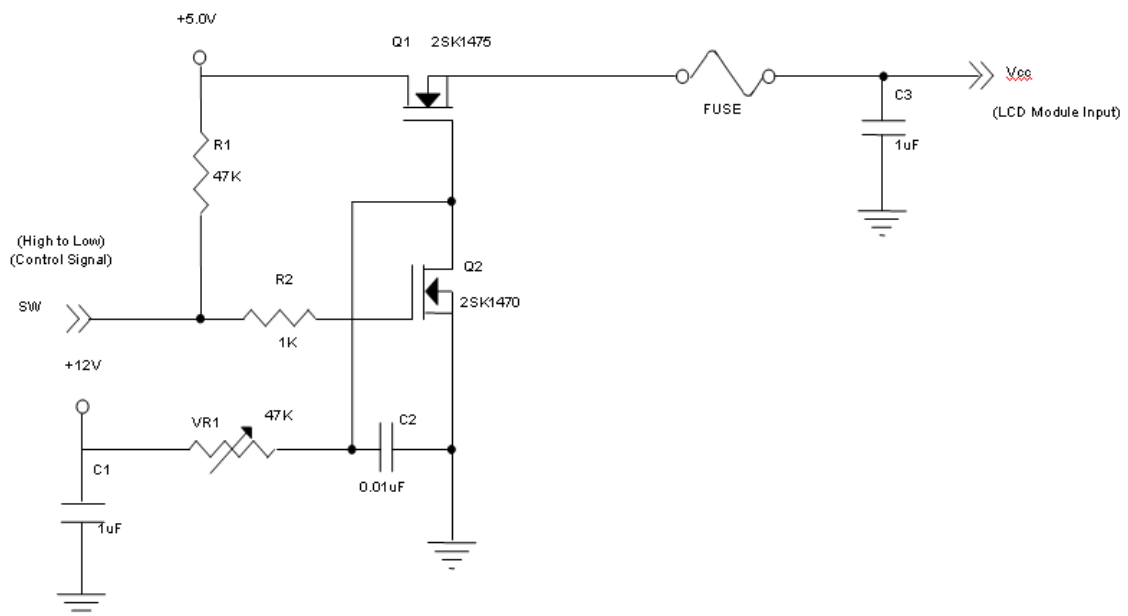 +5.0V
Q1 2SK1475
Vcc
C3
FUSE
(LCD Module Input)
R1
1uF
47K
(High to Low)
(Control Signal)
R2
Q2
SW
2SK1470
1K
+12V
VR1
47K
C2
C1
0.01uF
1uF